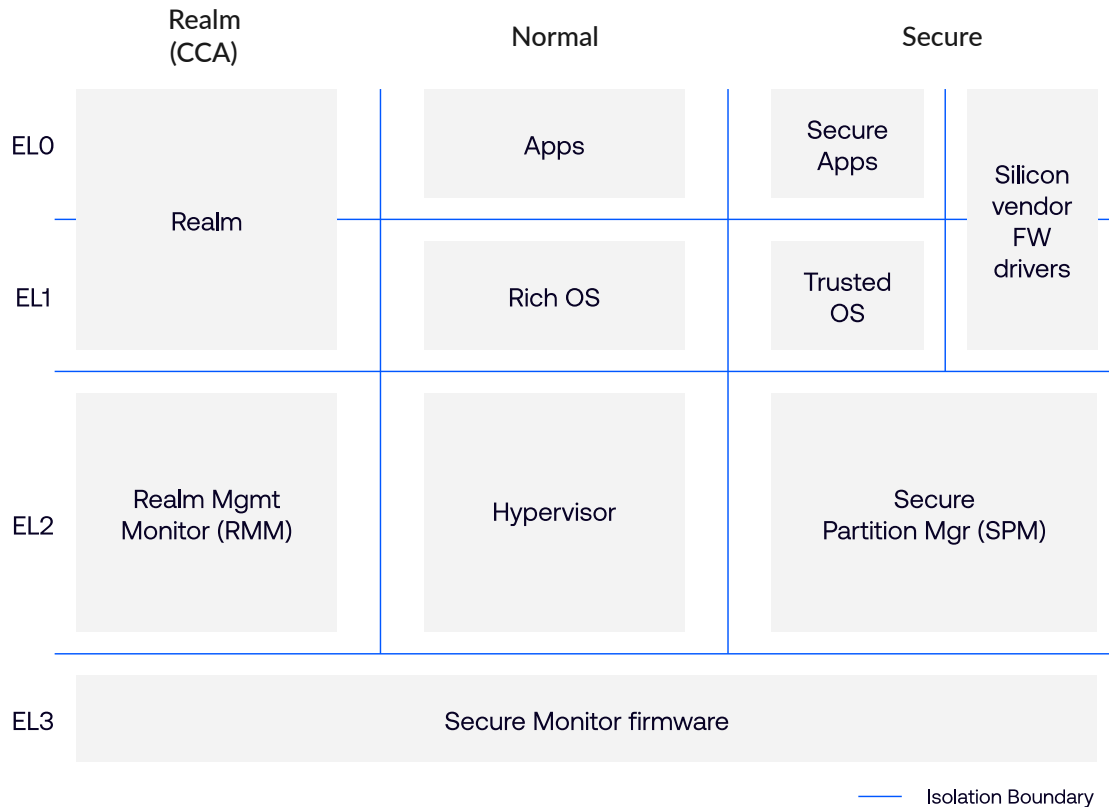 Realm
(CCA)
Normal
Secure
EL0
Apps
Secure
Apps
Silicon
vendor
FW
drivers
Realm
EL1
Rich OS
Trusted
OS
EL2
Realm Mgmt
Monitor (RMM)
Hypervisor
Secure
Partition Mgr (SPM)
EL3
Secure Monitor firmware
Isolation Boundary